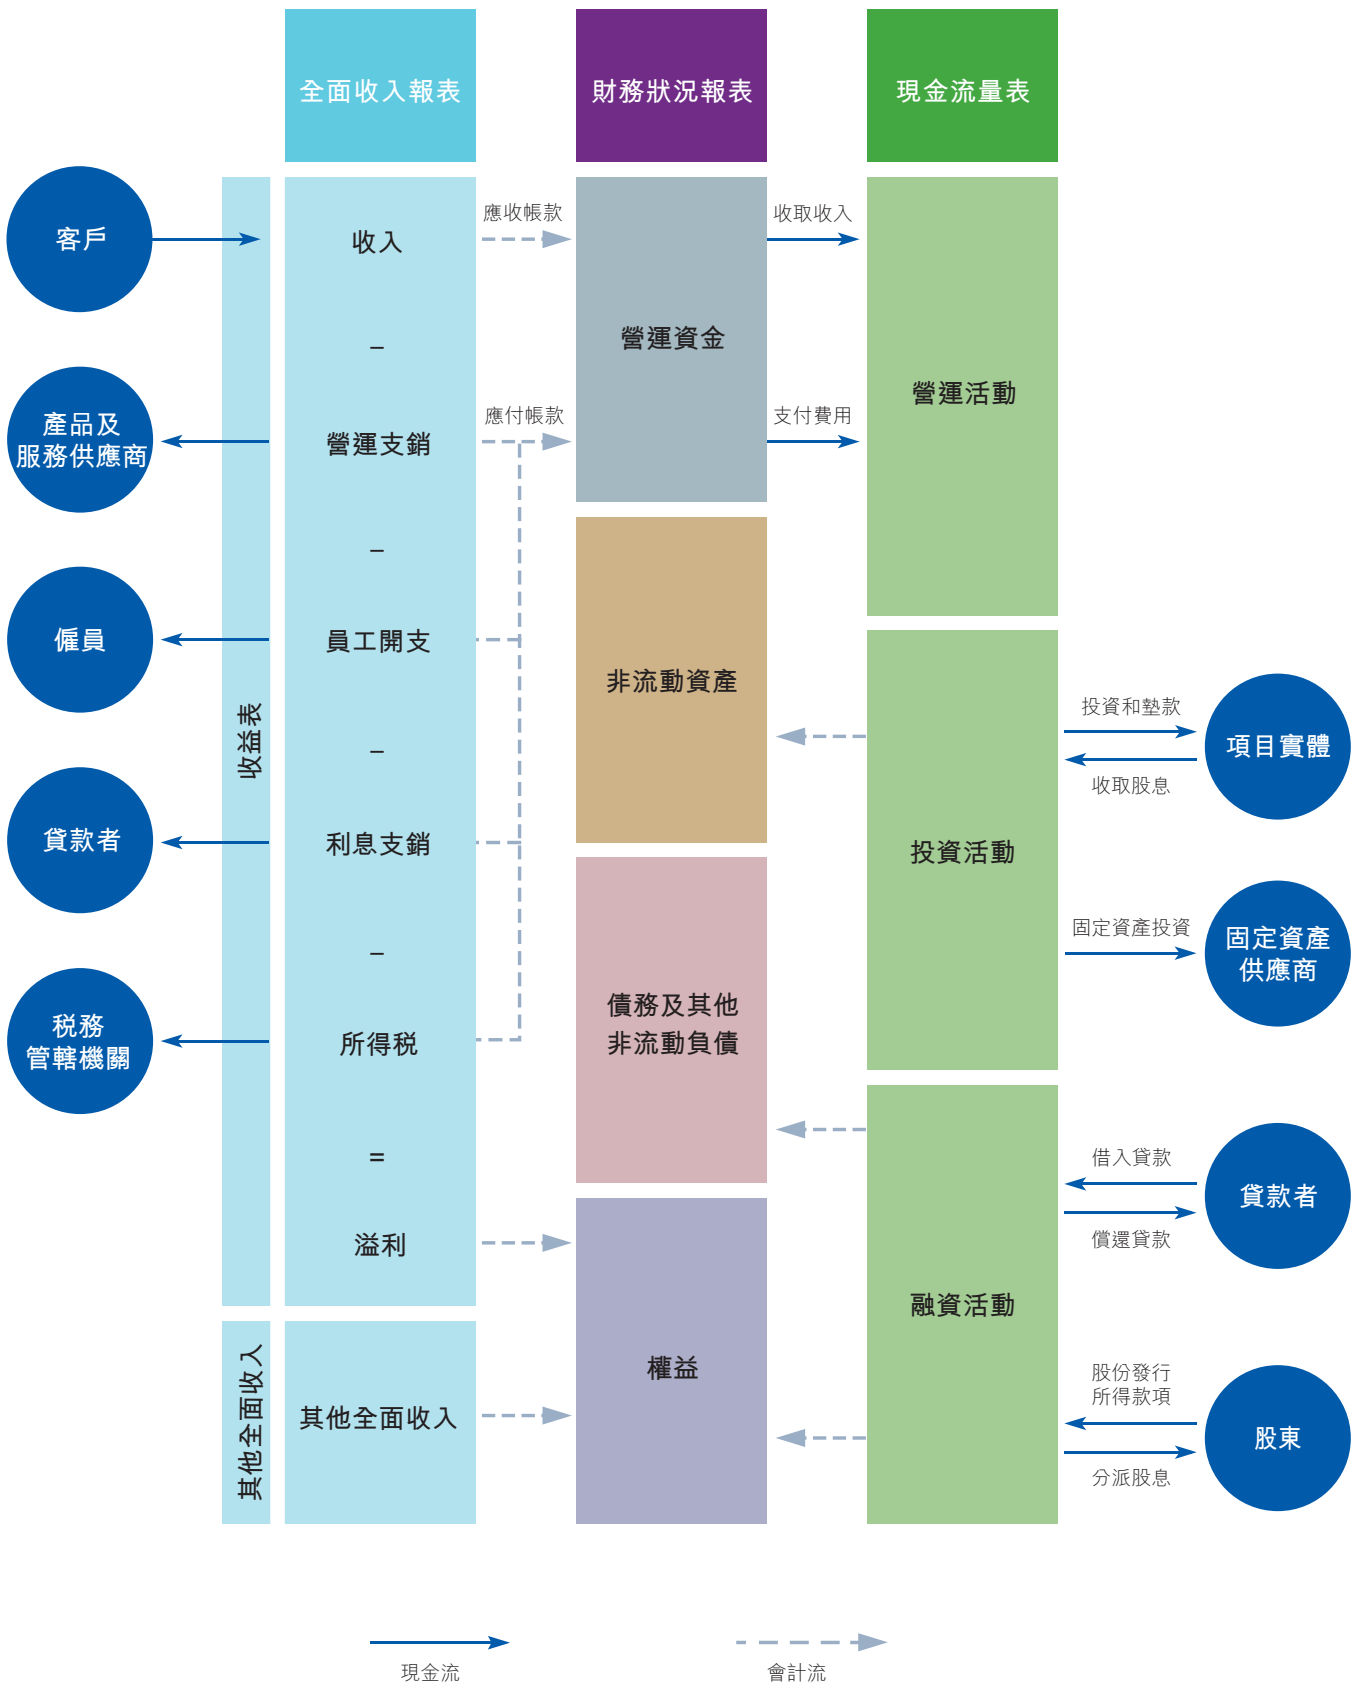 全面收入報表
財務狀況報表
現金流量表
客戶
產品及
服務供應商
僱員
貸款者
税務
管轄機關
收益表
其他全面收入
收入
–
營運支銷
–
員工開支
–
利息支銷
–
所得税
=
溢利
其他全面收入
應收帳款
應付帳款
營運資金
非流動資產
債務及其他
非流動負債
權益
收取收入
支付費用
營運活動
投資活動
融資活動
投資和墊款
收取股息
項目實體
固定資產投資
固定資產
供應商
借入貸款
償還貸款
貸款者
股份發行
所得款項
分派股息
股東
現金流
會計流